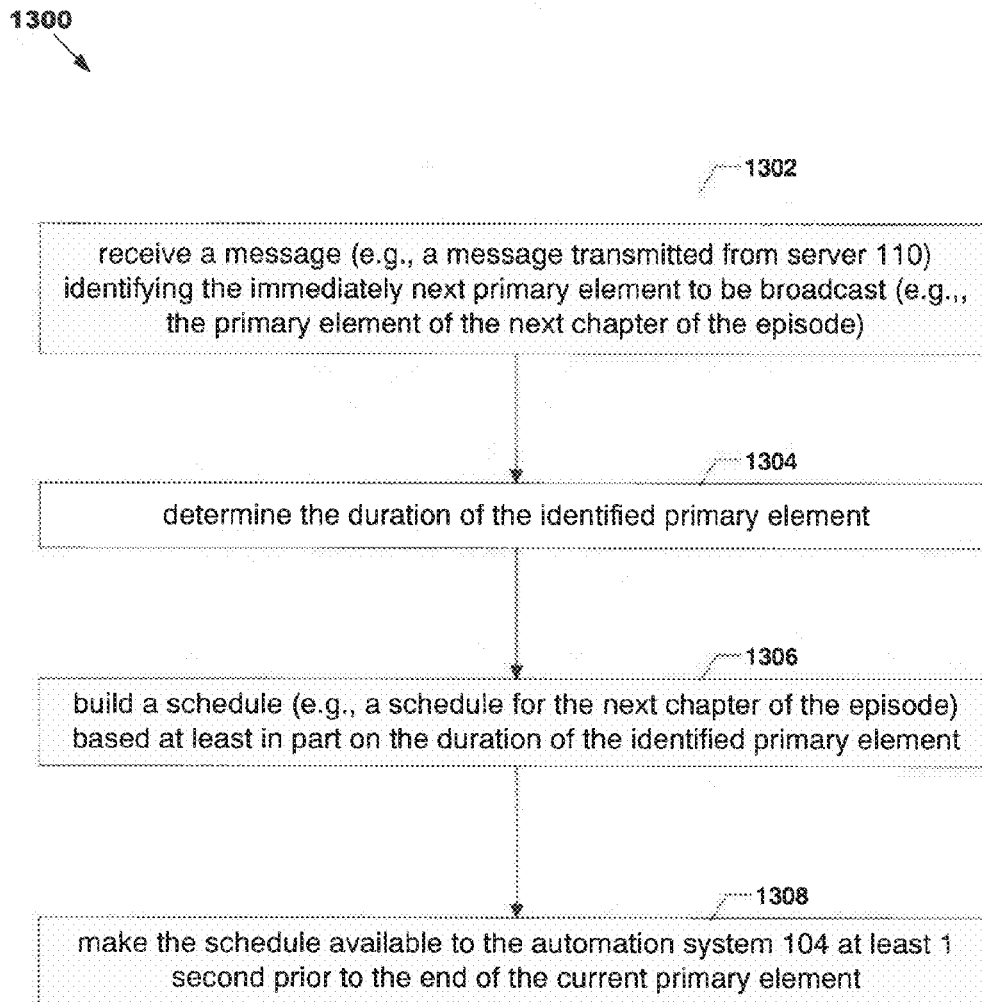 1300
1302
receive a message (e.g., a message transmitted from server 110)
identifying the immediately next primary element to be broadcast (e.g.,,
the primary element of the next chapter of the episode)
1304
determine the duration of the identified primary element
1306
build a schedule (e.g., a schedule for the next chapter of the episode)
based at least in part on the duration of the identified primary element
1308
make the schedule available to the automation system 104 at least 1
second prior to the end of the current primary element